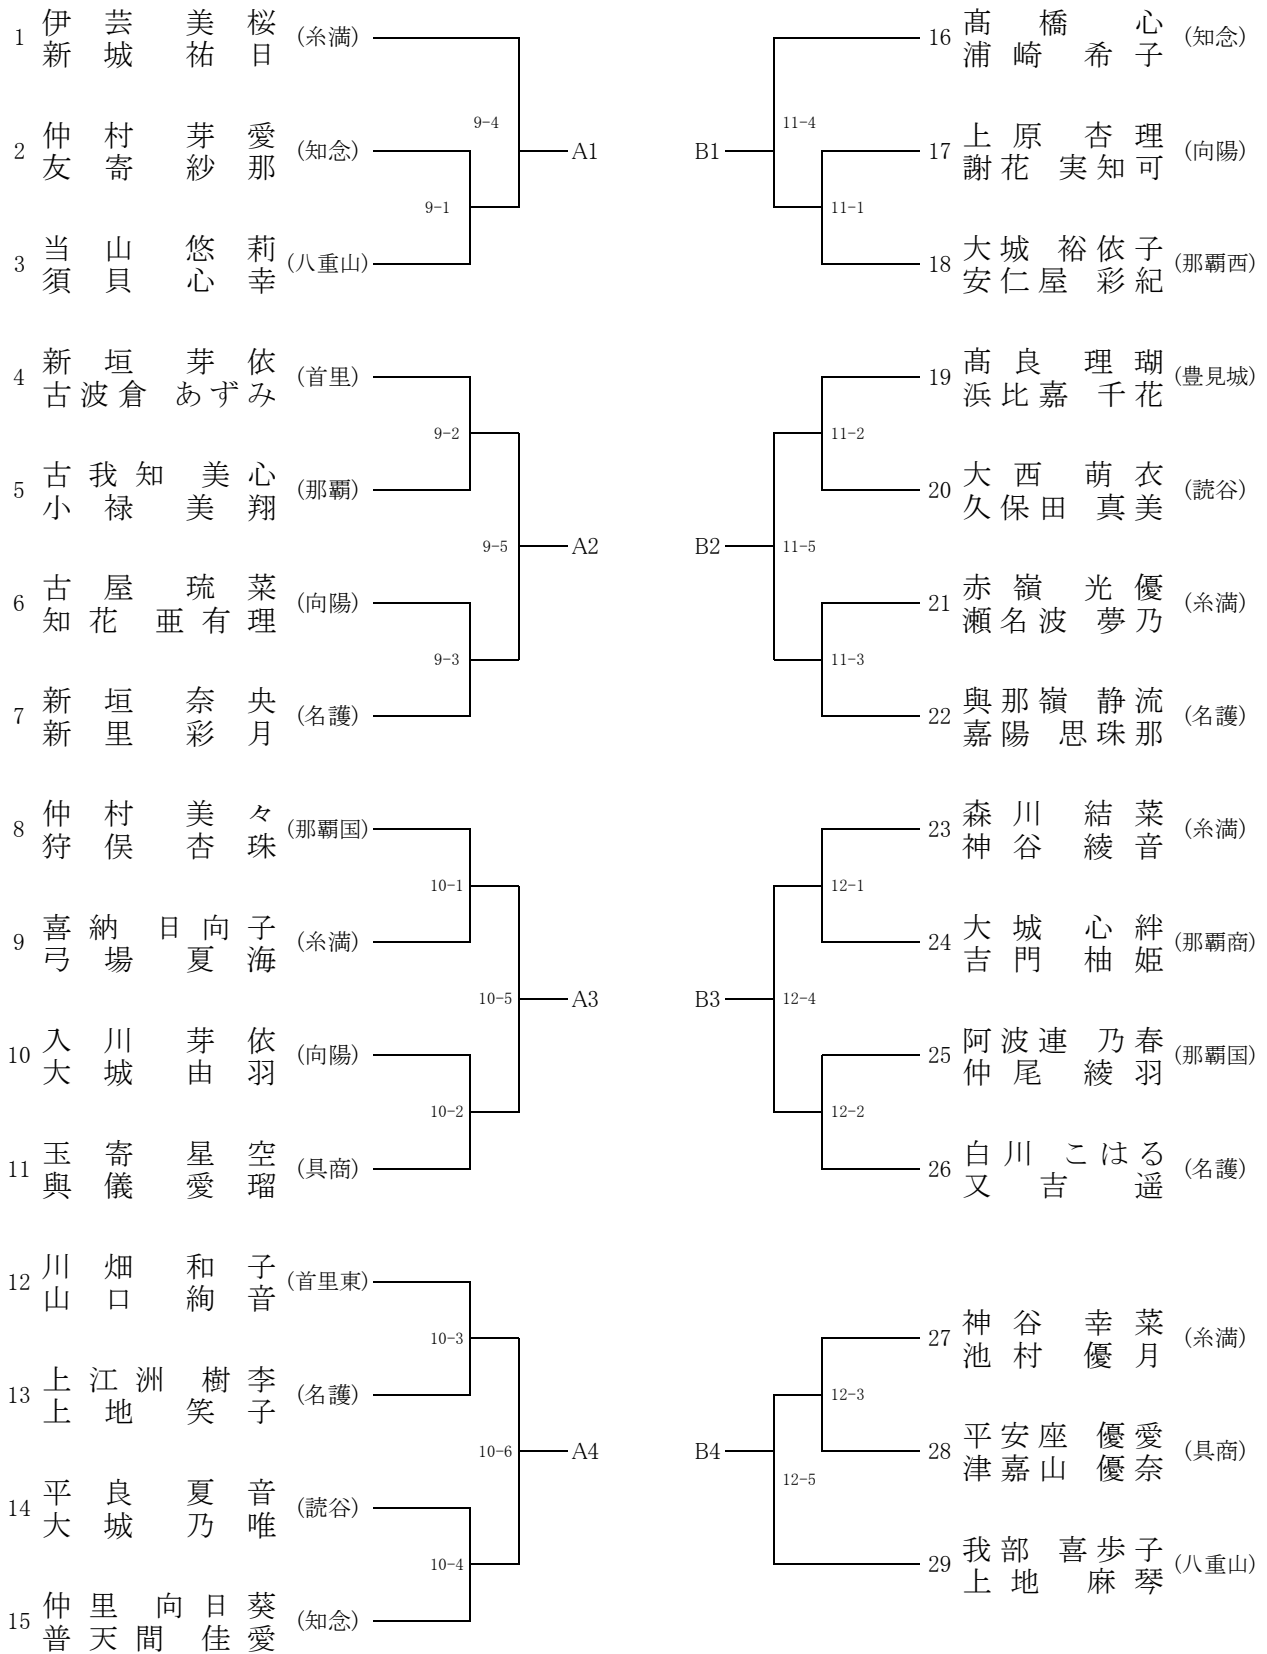 1 伊芸 美桜 (糸満)
新城 祐日
2 仲村 芽愛 (知念)
友寄 紗那
3 当山 悠莉 (八重山)
須貝 心幸
9-4
9-1
A1
4 新垣 芽依 (首里)
古波倉 あずみ
5 古我知 美心 (那覇)
小禄 美翔
6 古屋 琉菜 (向陽)
知花 亜有理
7 新垣 奈央 (名護)
新里 彩月
9-2
9-5
9-3
A2
8 仲村 美々 (那覇国)
狩俣 杏珠
9 喜納 日向子 (糸満)
弓場 夏海
10 入川 芽依 (向陽)
大城 由羽
11 玉寄 星空 (具商)
與儀 愛瑠
10-1
10-5
10-2
A3
12 川畑 和子 (首里東)
山口 絢音
13 上江洲 樹李 (名護)
上地 笑子
14 平良 夏音 (読谷)
大城 乃唯
15 仲里 向日葵 (知念)
普天間 佳愛
10-3
10-6
10-4
A4
16 髙橋 心 (知念)
浦崎 希子
17 上原 杏理 (向陽)
謝花 実知可
18 大城 裕依子 (那覇西)
安仁屋 彩紀
B1
11-4
11-1
19 髙良 理瑚 (豊見城)
浜比嘉 千花
20 大西 萌衣 (読谷)
久保田 真美
21 赤嶺 光優 (糸満)
瀬名波 夢乃
22 與那嶺 静流 (名護)
嘉陽 思珠那
11-2
B2
11-5
11-3
23 森川 結菜 (糸満)
神谷 綾音
24 大城 心絆 (那覇商)
吉門 柚姫
25 阿波連 乃春 (那覇国)
仲尾 綾羽
26 白川 こはる (名護)
又吉 遥
12-1
B3
12-4
12-2
27 神谷 幸菜 (糸満)
池村 優月
28 平安座 優愛 (具商)
津嘉山 優奈
29 我部 喜歩子 (八重山)
上地 麻琴
12-3
B4
12-5